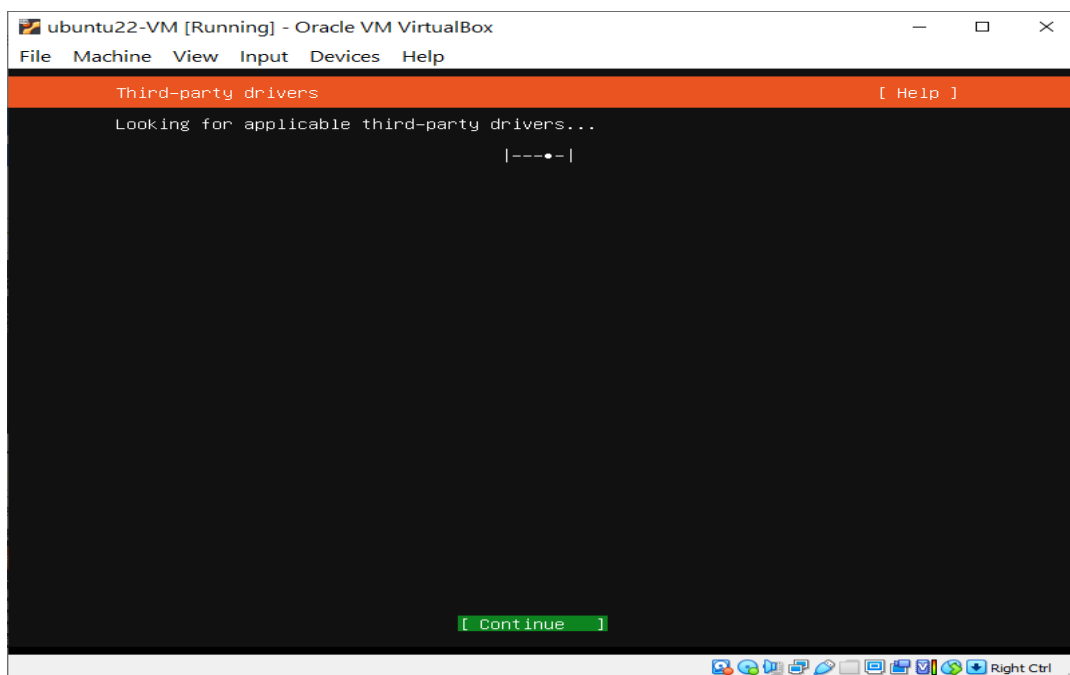 ubuntu22-VM [Running] - Oracle VM VirtualBox
File Machine View Input Devices Help
Third-party drivers [ Help ]
Looking for applicable third-party drivers...
|---•-|
[ Continue ]
Right Ctrl